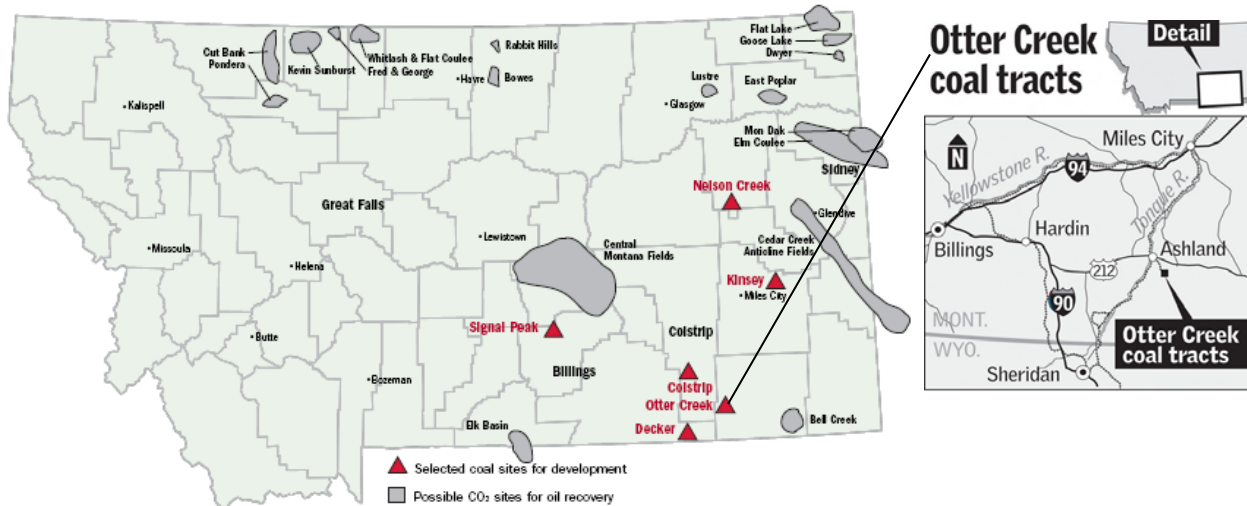 Cut Bank
Pondera
Kevin Sunburst
Whitlash & Flat Coulee
Fred & George
Rabbit Hills
Hayre
Bowes
Flat Lake
Goose Lake
Dwyer
Lustre
East Poplar
Glasgow
Kalispell
Mon Dak
Elm Coulee
Sidney
Nelson Creek
Great Falls
Glendive
Lewistown
Missoula
Central
Montana Fields
Cedar Creek
Anticline Fields
Helena
Kinsey
Miles City
Signal Peak
Colstrip
Butte
Billings
Bozeman
Colstrip
Otter Creek
Elk Basin
Decker
Bell Creek
Selected coal sites for development
Possible CO₂ sites for oil recovery
Otter Creek
coal tracts
Detail
N
Miles City
94
Yellowstone R.
Tongue R.
Billings
Hardin
Ashland
212
90
MONT.
WYO.
Otter Creek
coal tracts
Sheridan